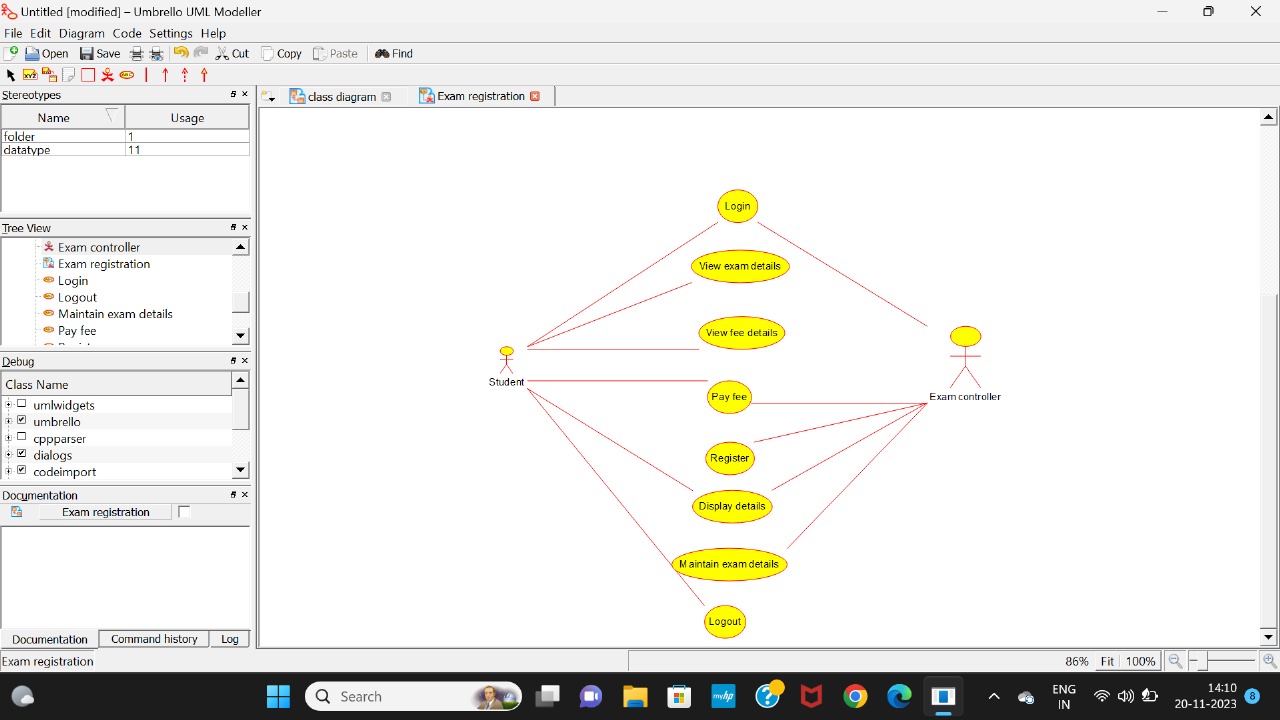 Untitled [modified] – Umbrello UML Modeller
File Edit Diagram Code Settings Help
Open Save Cut Copy Paste Find
Stereotypes
Name Usage
folder 1
datatype 11
Tree View
Exam controller
Exam registration
Login
Logout
Maintain exam details
Pay fee
Debug
Class Name
umlwidgets
umbrello
cppparser
dialogs
codeimport
Documentation
Exam registration
Documentation Command history Log
class diagram Exam registration
Login
View exam details
View fee details
Student
Exam controller
Pay fee
Register
Display details
Maintain exam details
Logout
Exam registration 86% Fit 100%
Search
ENG
IN
14:10
20-11-2023
8